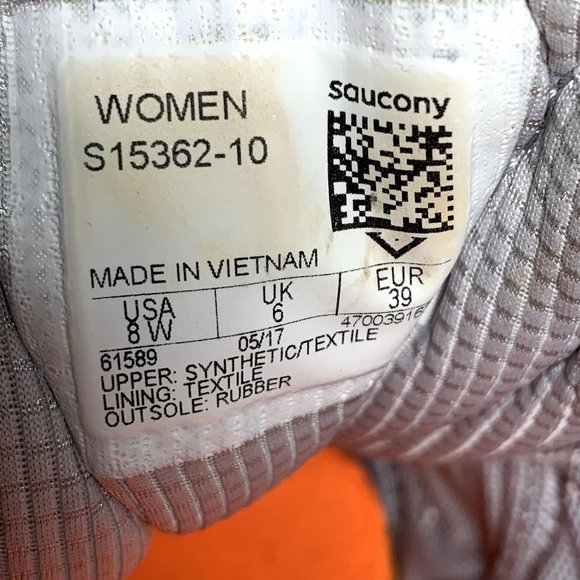 WOMEN
S15362-10
saucony
MADE IN VIETNAM
USA UK EUR
8 W 6 39
61589 05/17 47003916
UPPER: SYNTHETIC/TEXTILE
LINING: TEXTILE
OUTSOLE: RUBBER